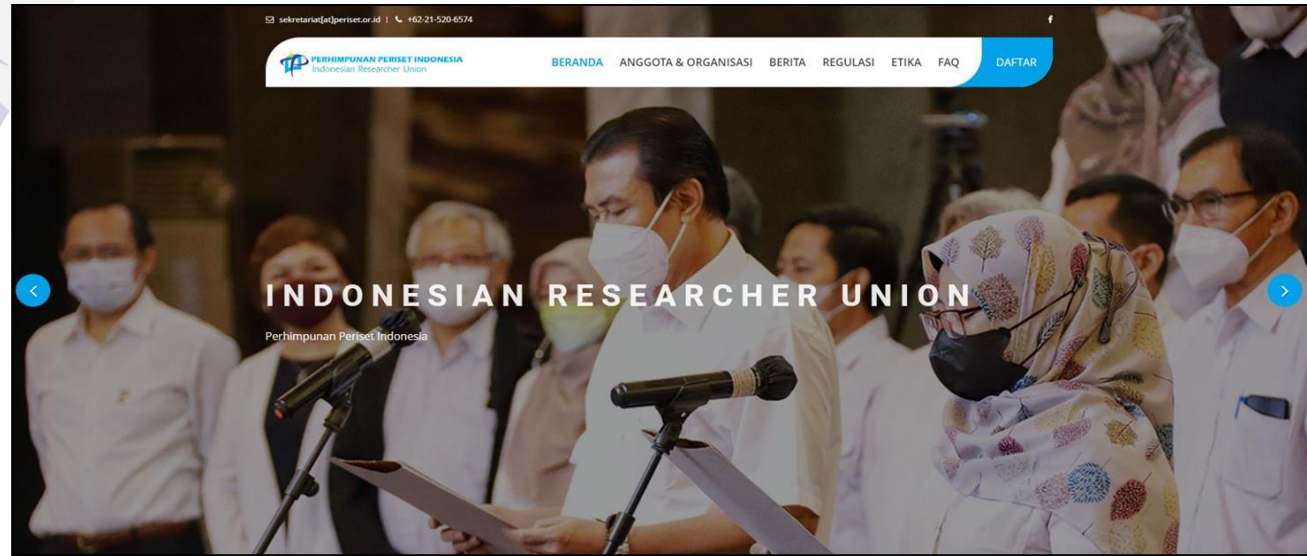 sekretariat[at]periset.or.id | +62-21-520-6574
PERHIMPUNAN PERISET INDONESIA
Indonesian Researcher Union
BERANDA ANGGOTA & ORGANISASI BERITA REGULASI ETIKA FAQ DAFTAR
INDONESIAN RESEARCHER UNION
Perhimpunan Periset Indonesia